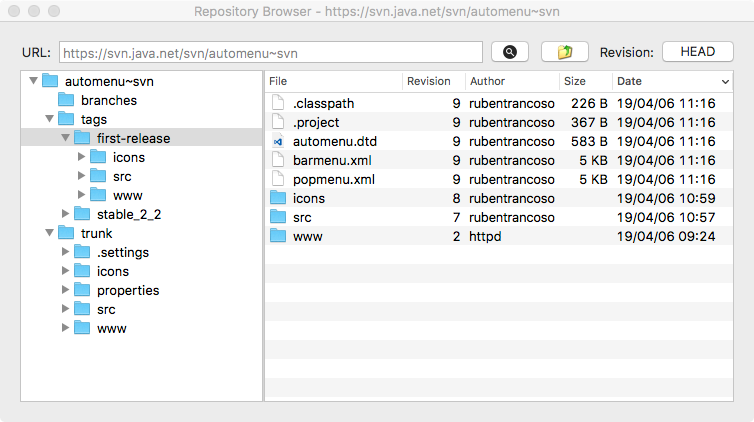 Repository Browser - https://svn.java.net/svn/automenu~svn
URL: https://svn.java.net/svn/automenu~svn Revision: HEAD
automenu~svn
branches
tags
first-release
icons
src
www
stable_2_2
trunk
.settings
icons
properties
src
www
File Revision Author Size Date
.classpath 9 rubentrancoso 226 B 19/04/06 11:16
.project 9 rubentrancoso 367 B 19/04/06 11:16
automenu.dtd 9 rubentrancoso 583 B 19/04/06 11:16
barmenu.xml 9 rubentrancoso 5 KB 19/04/06 11:16
popmenu.xml 9 rubentrancoso 5 KB 19/04/06 11:16
icons 8 rubentrancoso 19/04/06 10:59
src 7 rubentrancoso 19/04/06 10:57
www 2 httpd 19/04/06 09:24